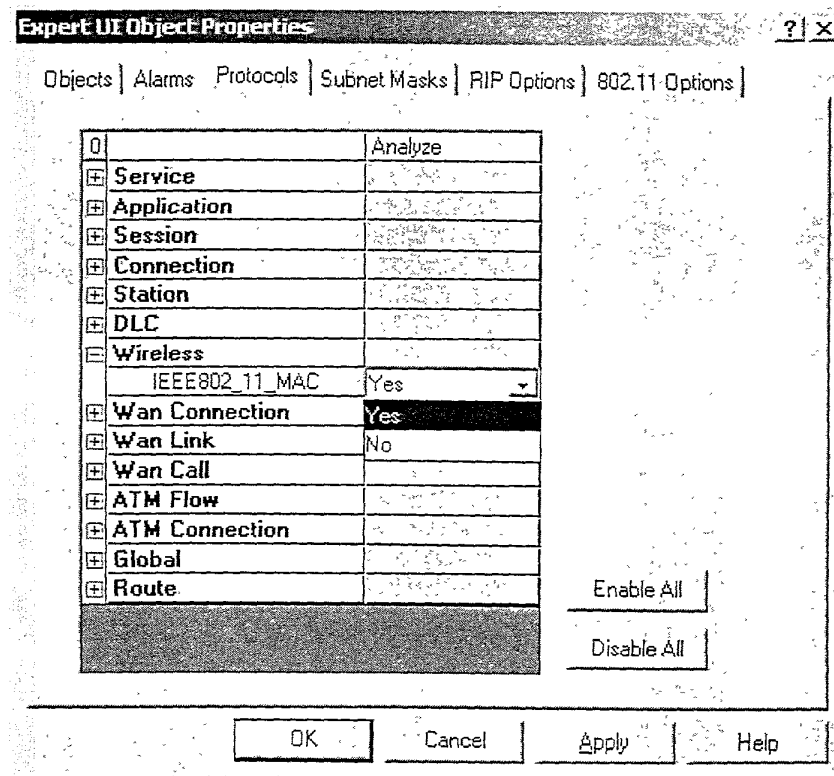 Expert UI Object Properties ? ×
Objects Alarms Protocols Subnet Masks RIP Options 802.11 Options
0 Analyze
Service
Application
Session
Connection
Station
DLC
Wireless
IEEE802_11_MAC Yes
Wan Connection Yes
Wan Link No
Wan Call
ATM Flow
ATM Connection
Global
Route
Enable All
Disable All
OK Cancel Apply Help